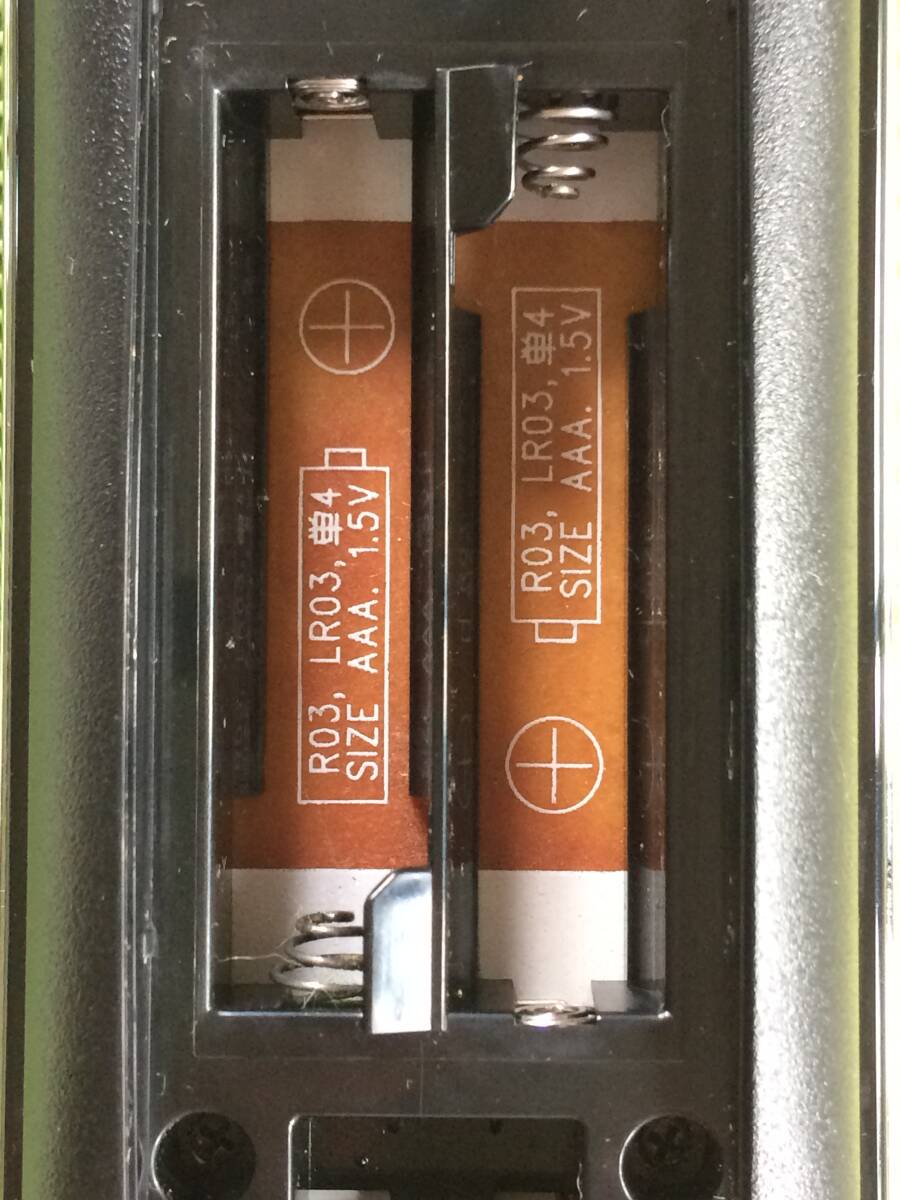 R03, LR03, 単4
SIZE AAA. 1.5V
R03, LR03, 単4
SIZE AAA. 1.5V